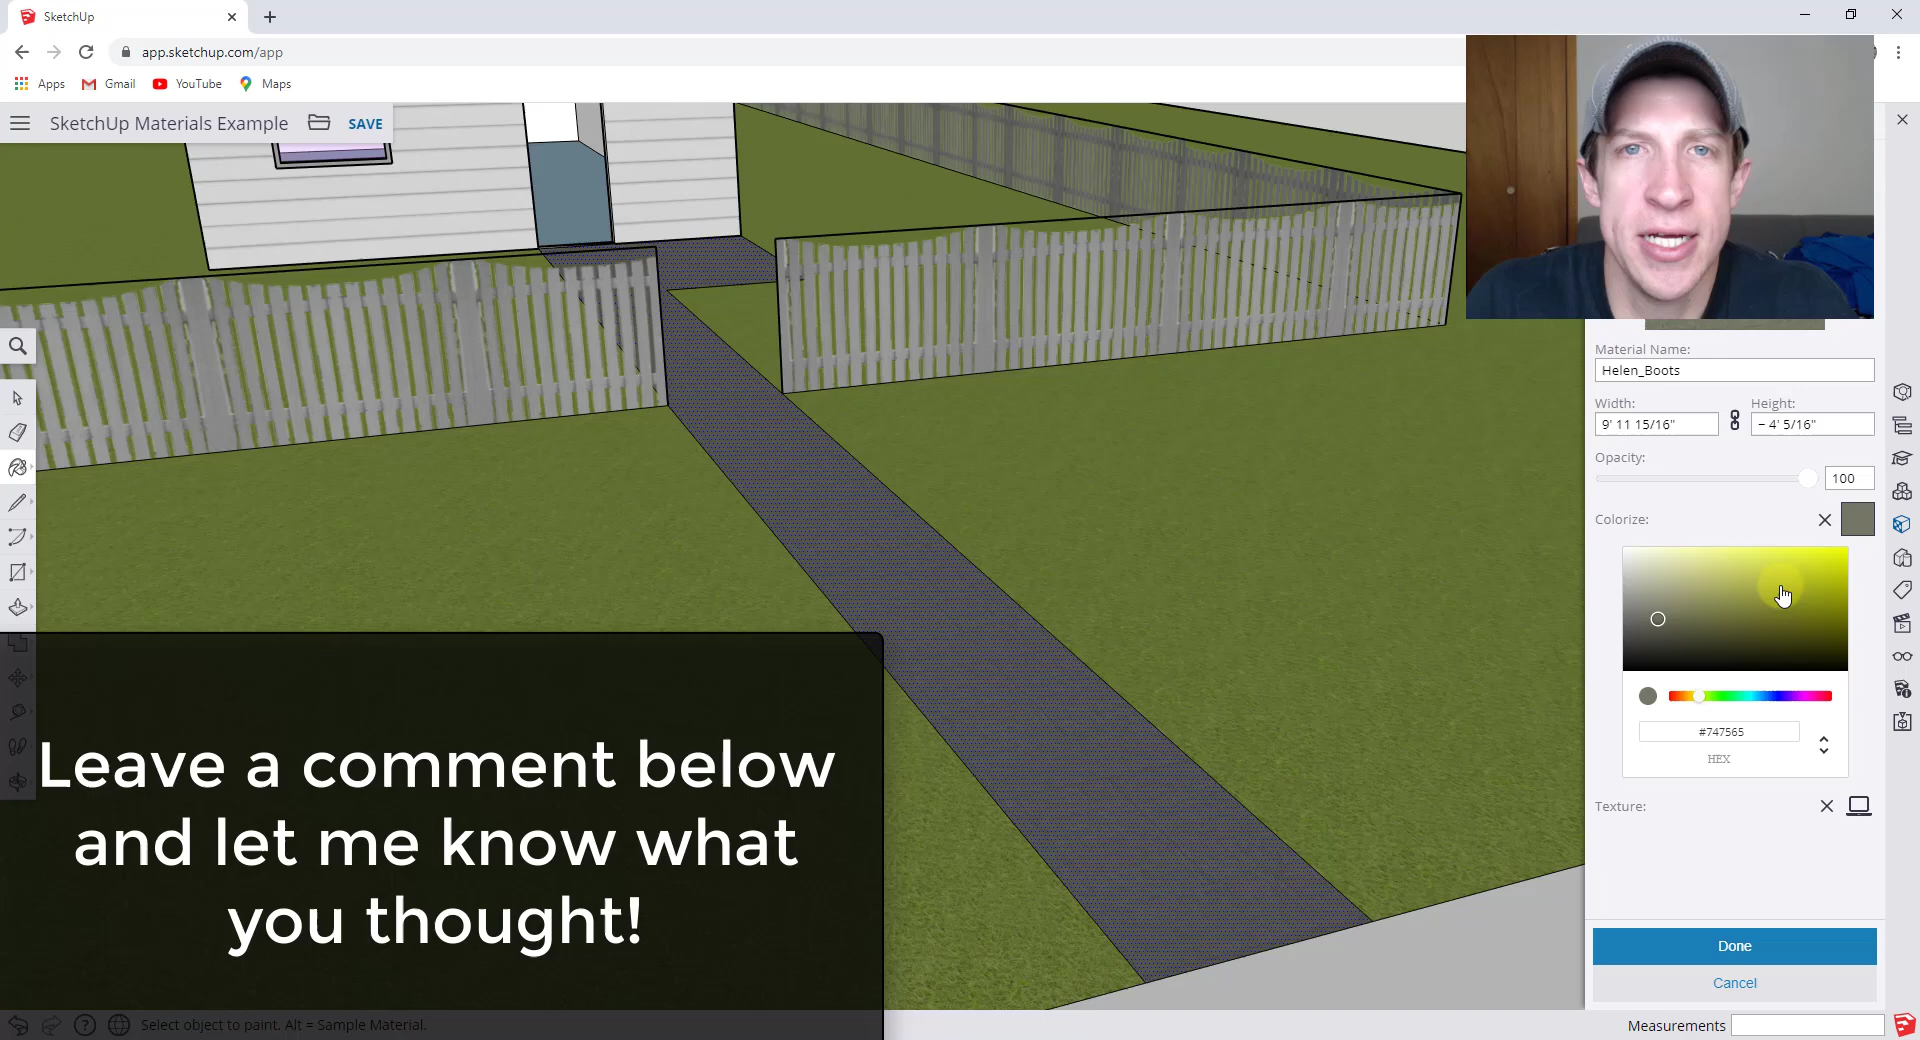 SketchUp
app.sketchup.com/app
Apps
Gmail
YouTube
Maps
SketchUp Materials Example
SAVE
Material Name:
Helen_Boots
Width:
Height:
9' 11 15/16"
~ 4' 5/16"
Opacity:
100
Colorize:
#747565
HEX
Texture:
Leave a comment below
and let me know what
you thought!
Done
Cancel
Select object to paint. Alt = Sample Material.
Measurements